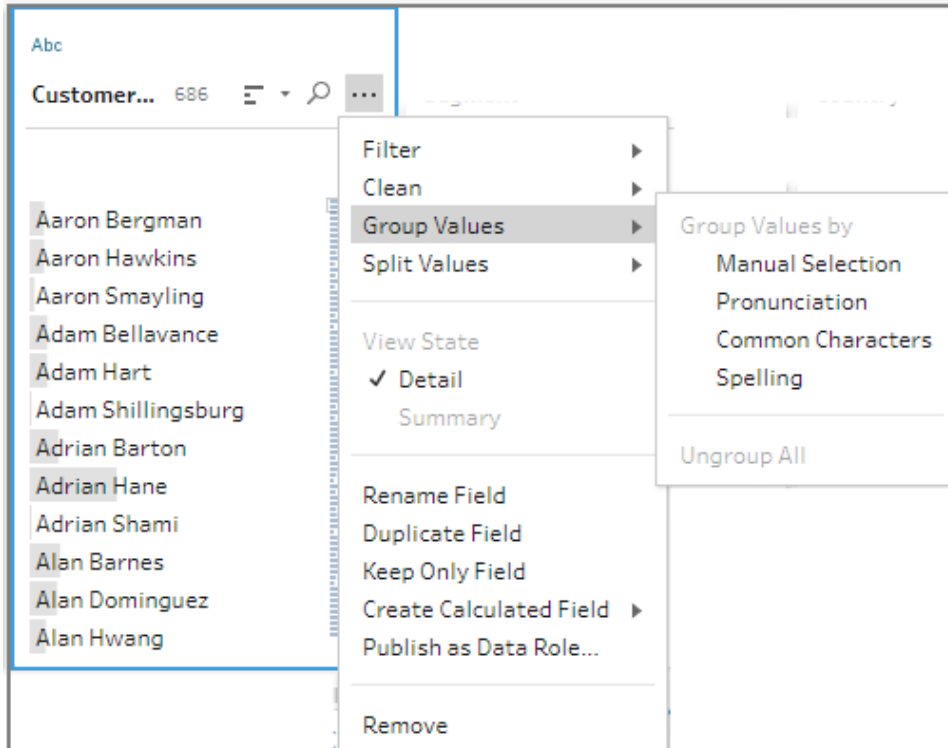 Abc
Customer... 686
Aaron Bergman
Aaron Hawkins
Aaron Smayling
Adam Bellavance
Adam Hart
Adam Shillingsburg
Adrian Barton
Adrian Hane
Adrian Shami
Alan Barnes
Alan Dominguez
Alan Hwang
Filter
Clean
Group Values
Split Values
View State
Detail
Summary
Rename Field
Duplicate Field
Keep Only Field
Create Calculated Field
Publish as Data Role...
Remove
Group Values by
Manual Selection
Pronunciation
Common Characters
Spelling
Ungroup All